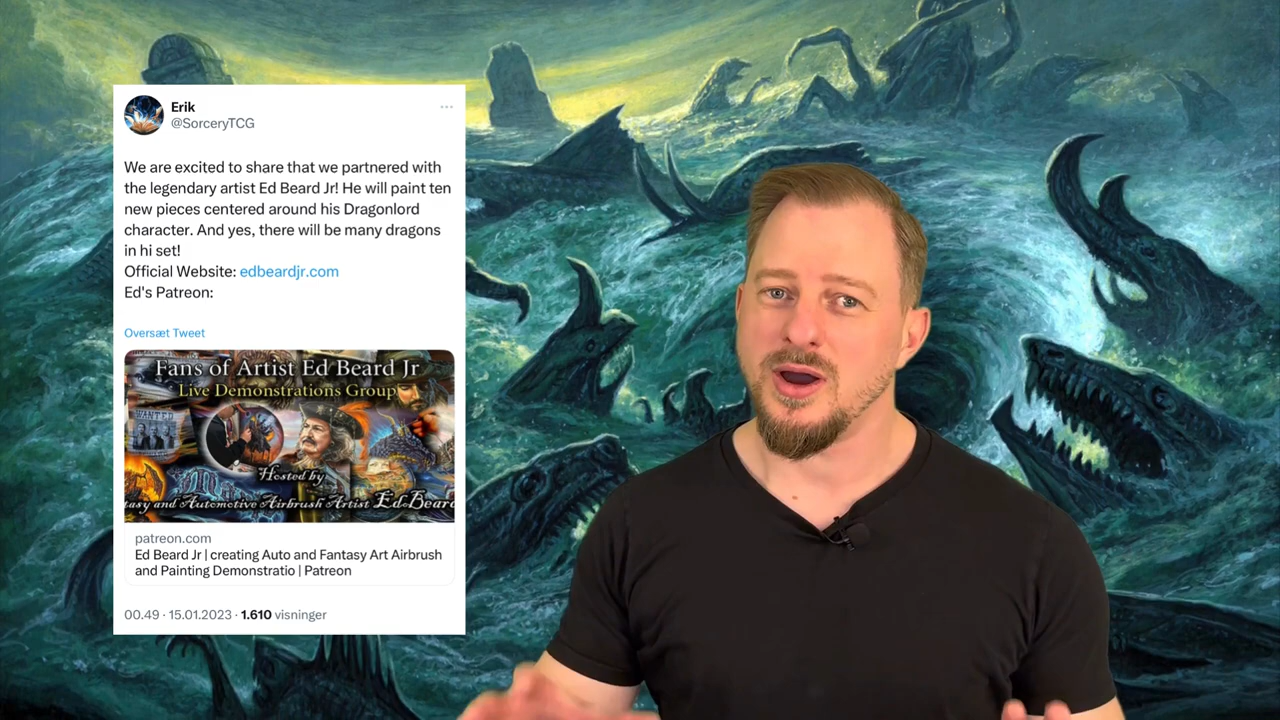 Erik
@SorceryTCG
We are excited to share that we partnered with
the legendary artist Ed Beard Jr! He will paint ten
new pieces centered around his Dragonlord
character. And yes, there will be many dragons
in hi set!
Official Website: edbeardjr.com
Ed's Patreon:
Oversæt Tweet
Fans of Artist Ed Beard Jr
Live Demonstrations Group
WANTED
Hosted by
tasy and Automotive Airbrush Artist Ed Beard
patreon.com
Ed Beard Jr | creating Auto and Fantasy Art Airbrush
and Painting Demonstratio | Patreon
00.49 · 15.01.2023 · 1.610 visninger